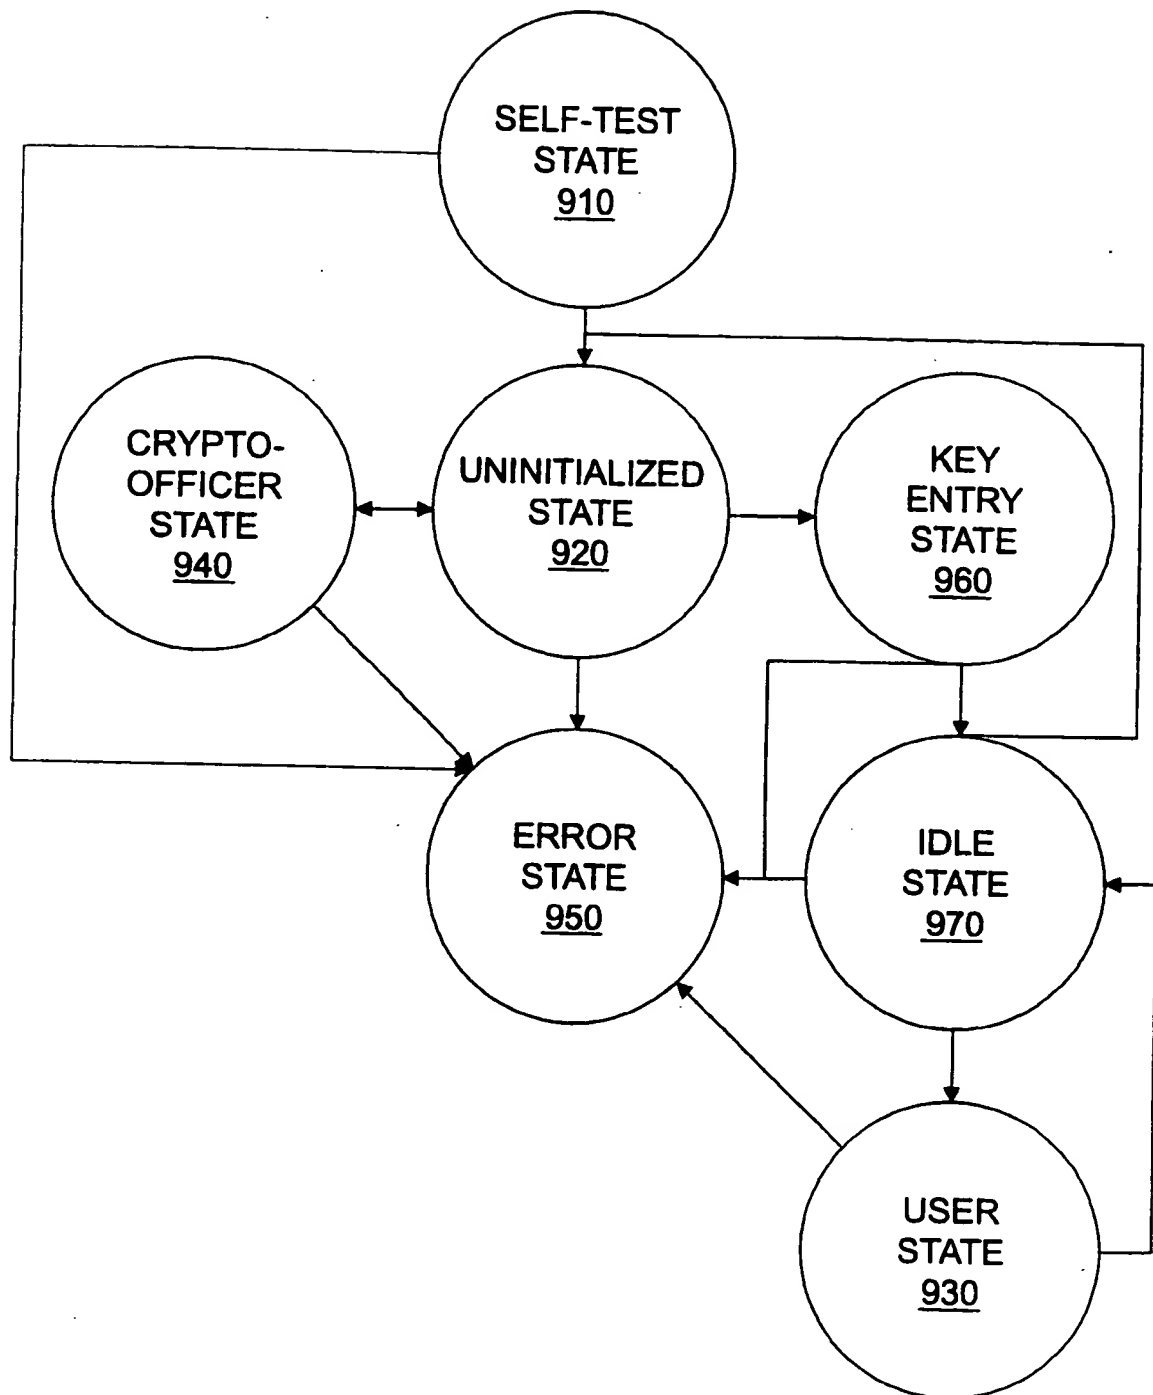 SELF-TEST
STATE
910
CRYPTO-
OFFICER
STATE
940
UNINITIALIZED
STATE
920
KEY
ENTRY
STATE
960
ERROR
STATE
950
IDLE
STATE
970
USER
STATE
930